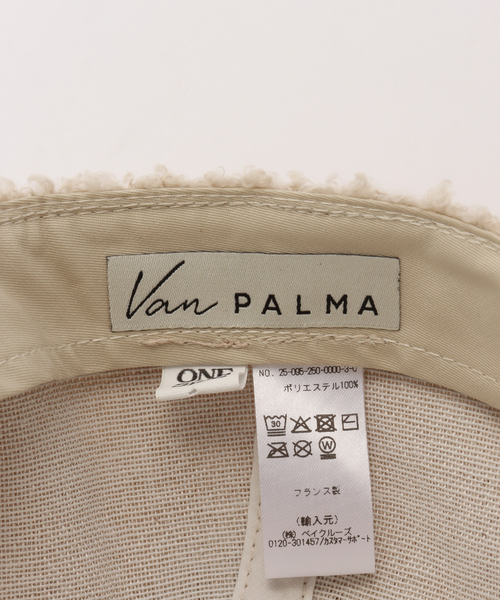 Van PALMA
ONE
NO. 25-095-250-0000-3-0
ポリエステル100%
30
W
フランス製
(輸入元)
(株) ベイクルーズ
0120-301457/カスタマーサポート